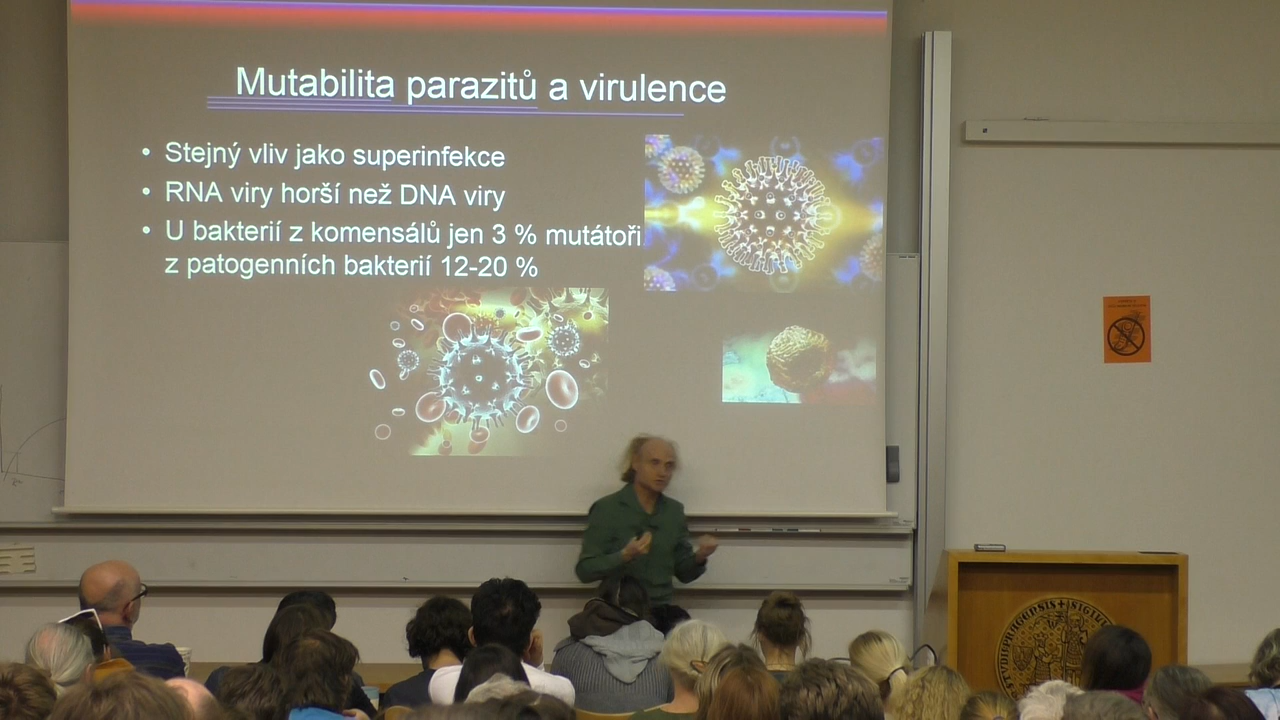 Mutabilita parazitů a virulence
• Stejný vliv jako superinfekce
• RNA viry horší než DNA viry
• U bakterií z komensálů jen 3 % mutátoři
z patogenních bakterií 12-20 %